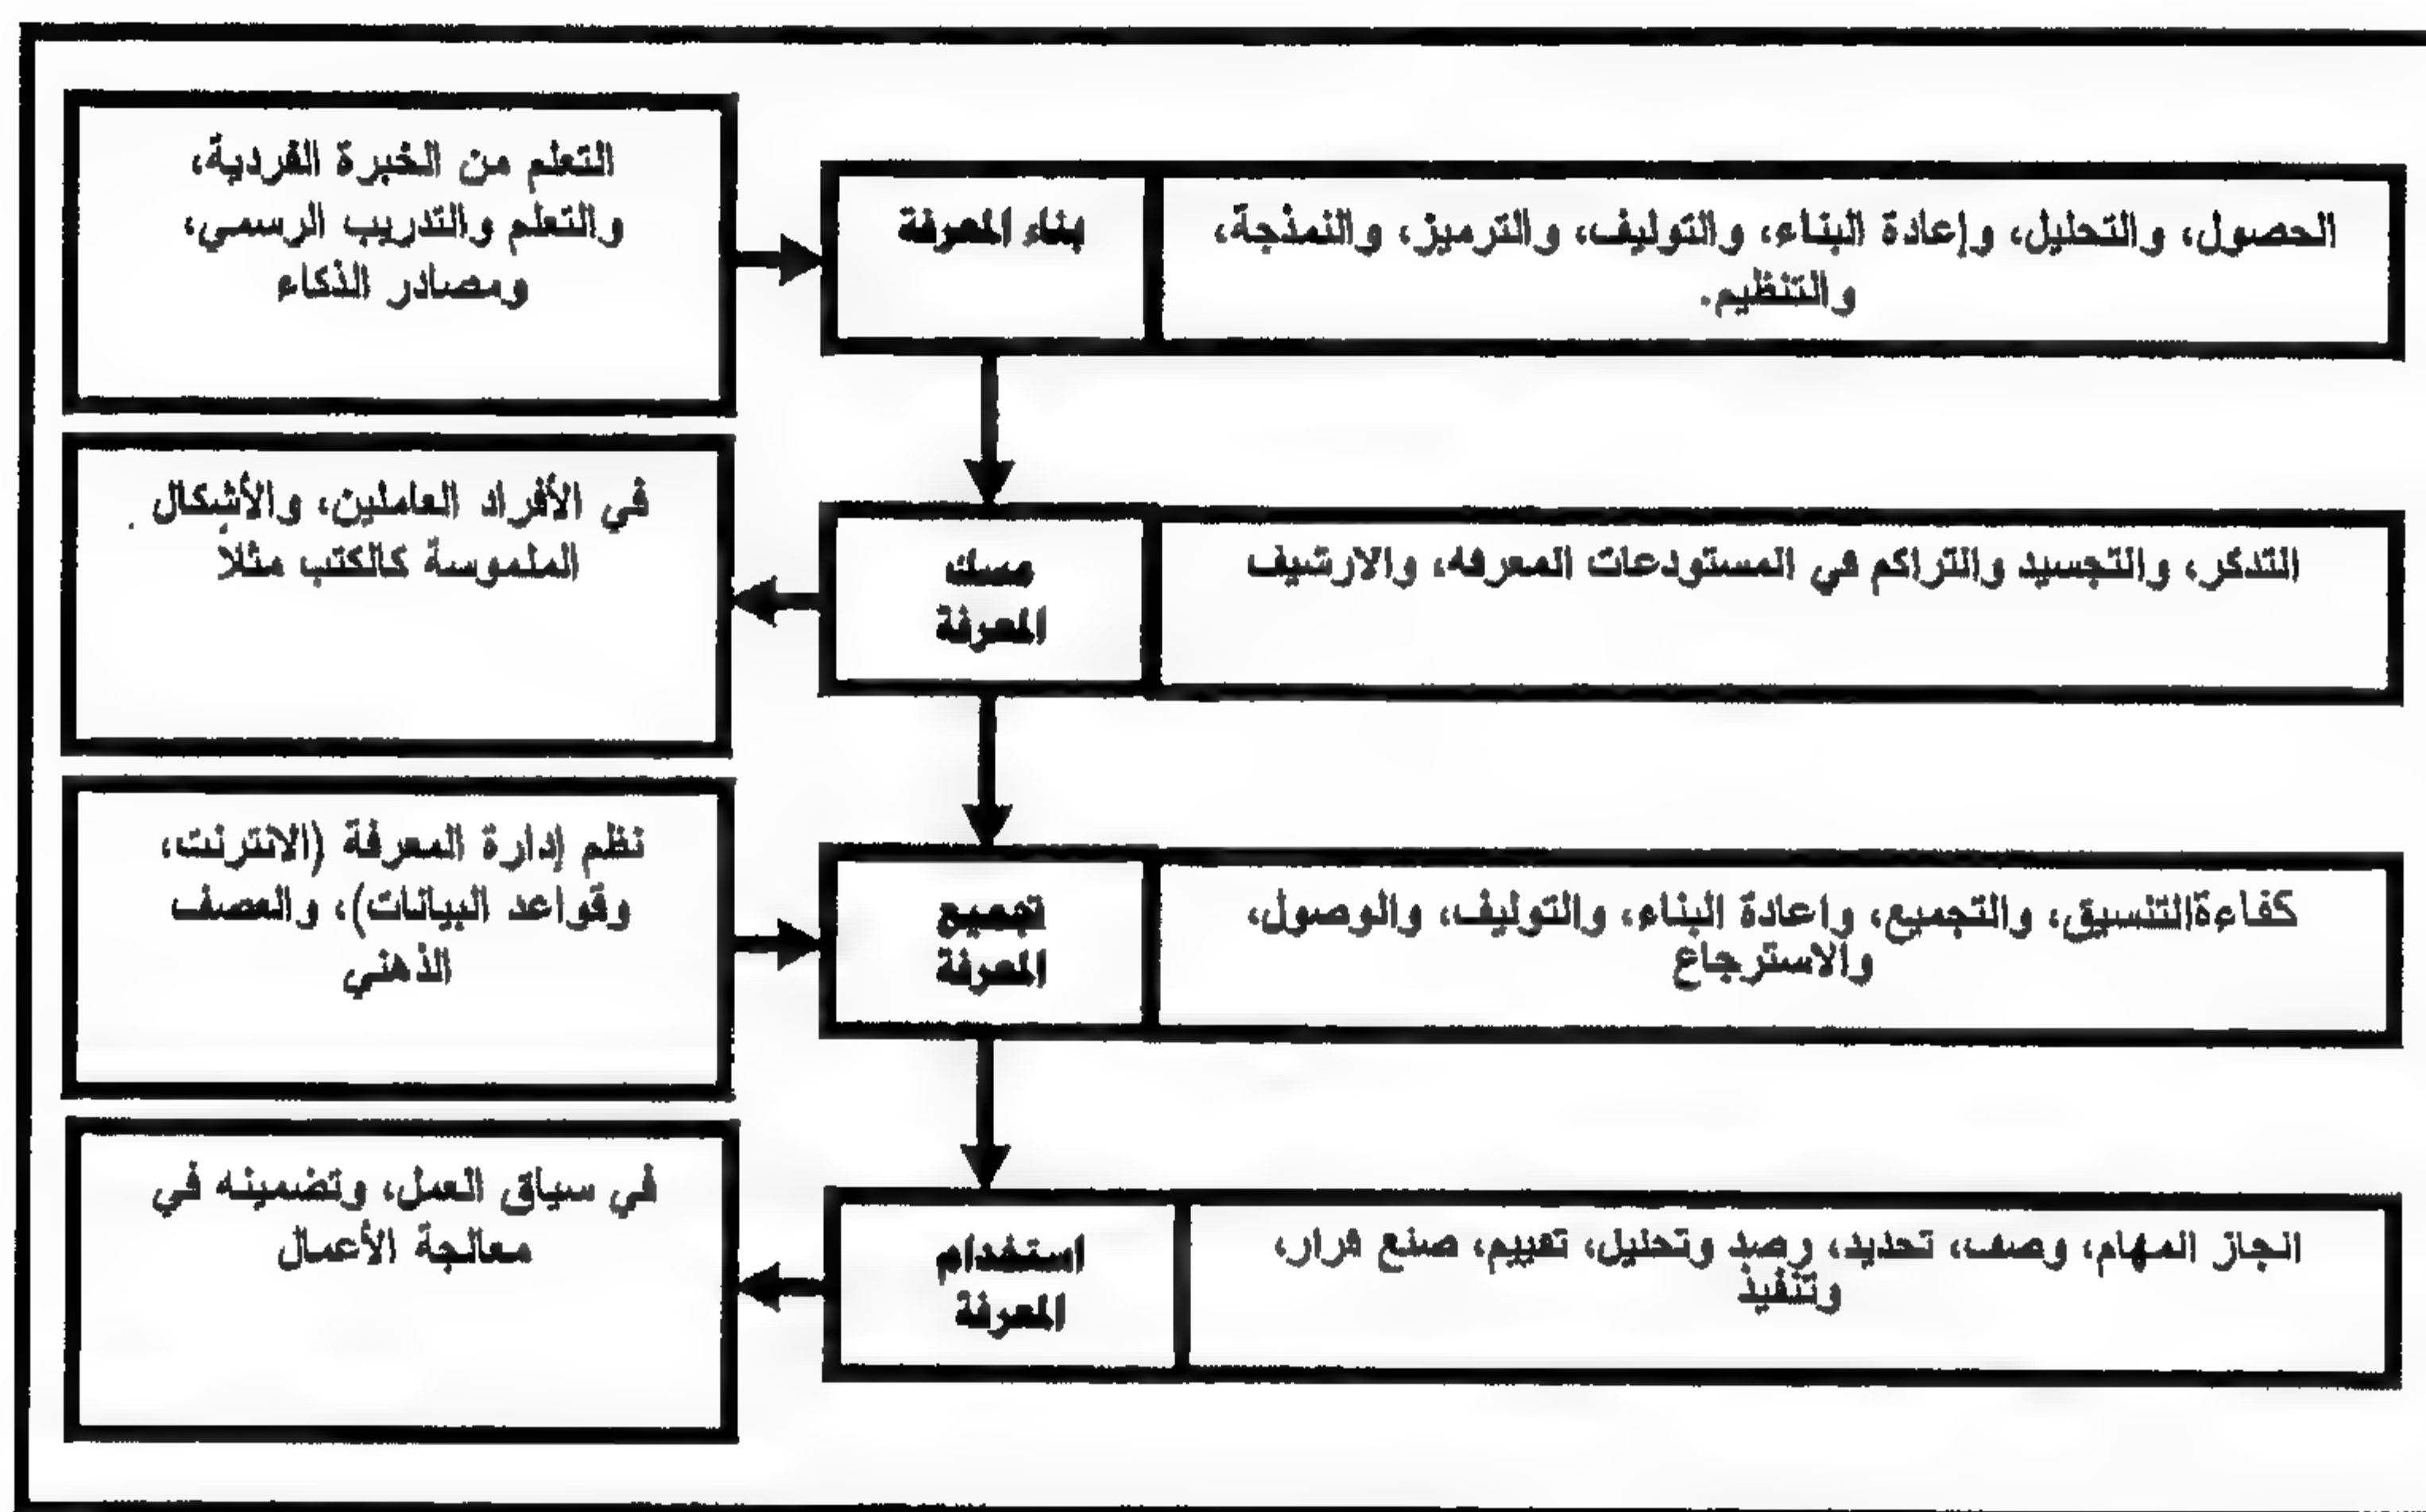 الحصول، والتحليل، وإعادة البناء، والتوليف، والترميز، والنمذجة،
والتنظيم.
بناء المعرفة
التعلم من الخبرة الفردية،
والتعلم والتدريب الرسمي،
ومصادر الذكاء
التذكر، والتجسيد والتراكم في المستودعات المعرفه، والارشيف
مسك
المعرفة
في الأفراد العاملين، والأشكال
الملموسة كالكتب مثلاً
كفاءةالتنسيق، والتجميع، واعادة البناء، والتوليف، والوصول،
والاسترجاع
تجميع
المعرفة
نظم إدارة المعرفة (الانترنت،
وقواعد البيانات)، والعصف
الذهني
انجاز المهام، وصف، تحديد، رصد وتحليل، تقييم، صنع قرار،
وتنفيذ
استخدام
المعرفة
في سياق العمل، وتضمينه في
معالجة الأعمال